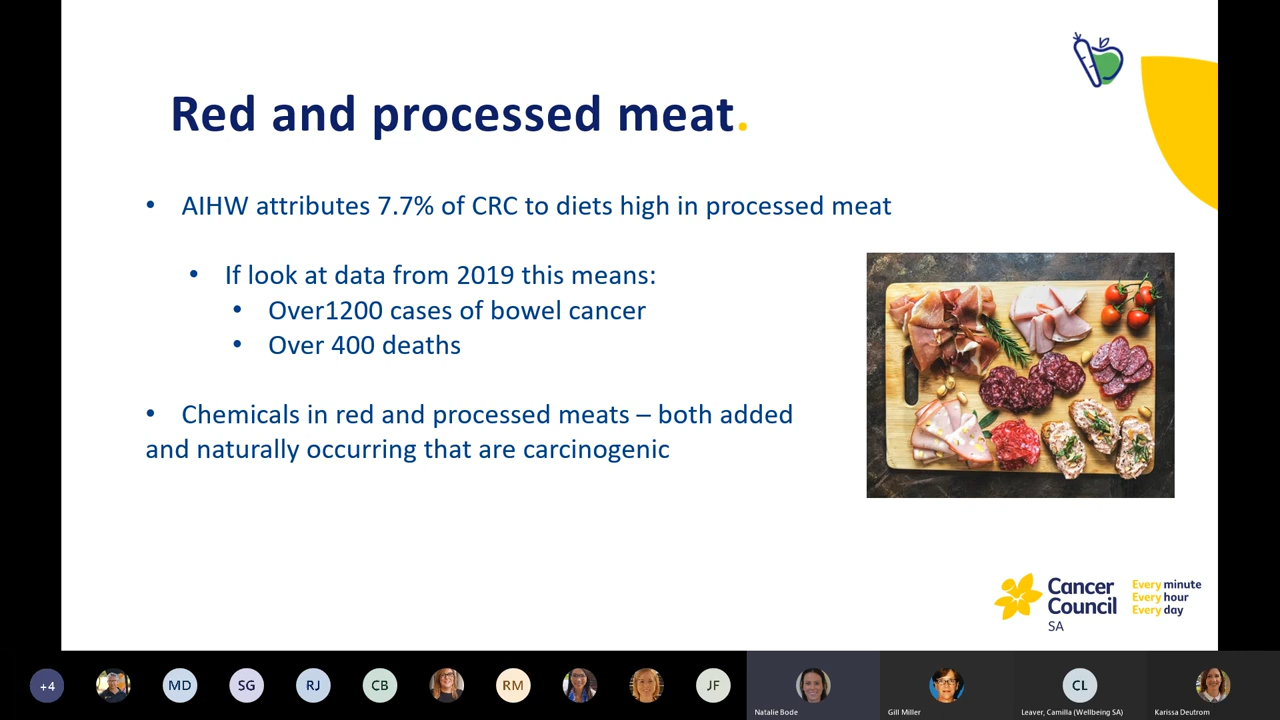 Red and processed meat.
• AIHW attributes 7.7% of CRC to diets high in processed meat
• If look at data from 2019 this means:
• Over1200 cases of bowel cancer
• Over 400 deaths
• Chemicals in red and processed meats – both added
and naturally occurring that are carcinogenic
Cancer
Council
SA
Every minute
Every hour
Every day
+4
MD
SG
RJ
CB
RM
JF
CL
Natalie Bode
Gill Miller
Leaver, Camilla (Wellbeing SA)
Karissa Deutrom